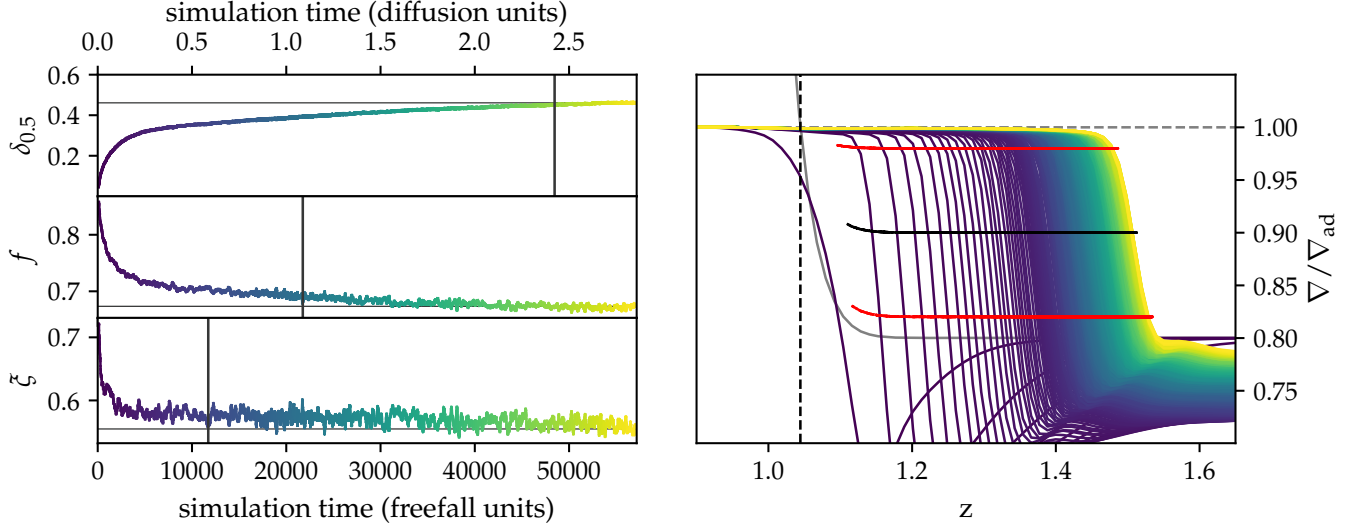 simulation time (diffusion units)
0.0 0.5 1.0 1.5 2.0 2.5
0.6
0.4
0.2
δ0.5
0.8
0.7
f
0.7
0.6
ξ
0 10000 20000 30000 40000 50000
simulation time (freefall units)
1.00
0.95
0.90
0.85
0.80
0.75
∇/∇ad
1.0 1.2 1.4 1.6
z